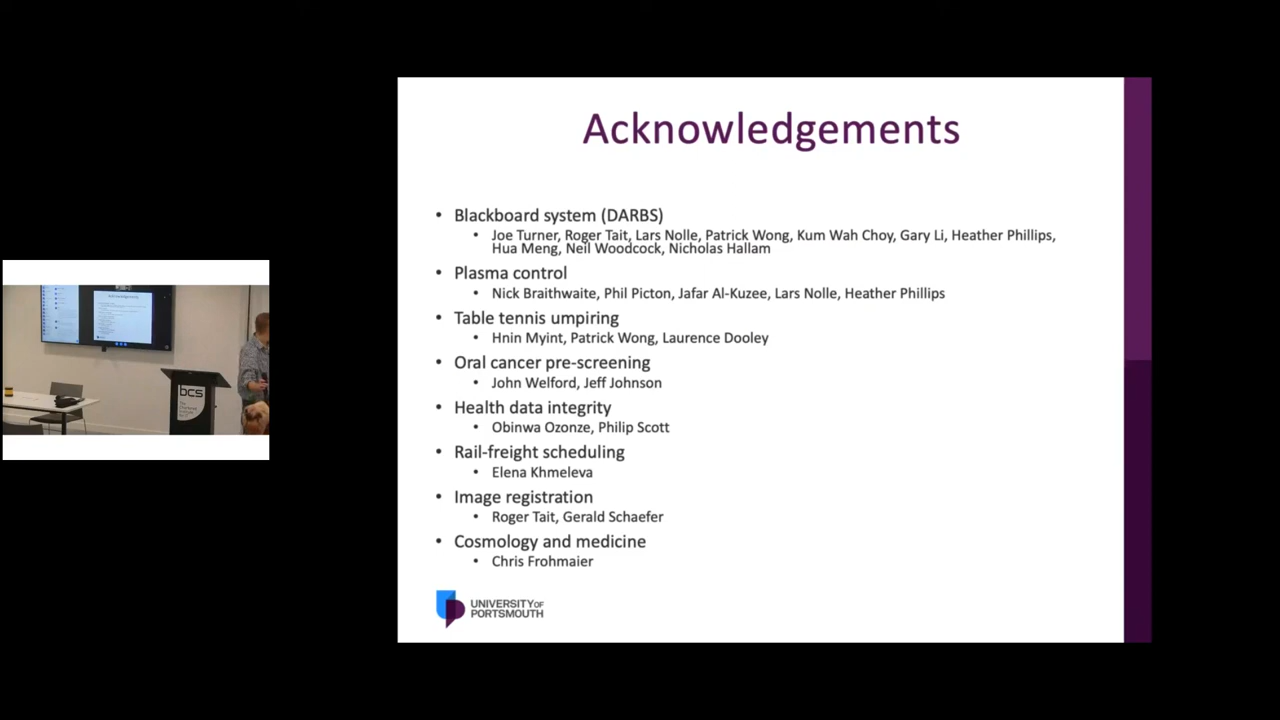 Acknowledgements
• Blackboard system (DARBS)
• Joe Turner, Roger Tait, Lars Nolle, Patrick Wong, Kum Wah Choy, Gary Li, Heather Phillips,
Hua Meng, Neil Woodcock, Nicholas Hallam
• Plasma control
• Nick Braithwaite, Phil Picton, Jafar Al-Kuzee, Lars Nolle, Heather Phillips
• Table tennis umpiring
• Hnin Myint, Patrick Wong, Laurence Dooley
• Oral cancer pre-screening
• John Welford, Jeff Johnson
• Health data integrity
• Obinwa Ozonze, Philip Scott
• Rail-freight scheduling
• Elena Khmeleva
• Image registration
• Roger Tait, Gerald Schaefer
• Cosmology and medicine
• Chris Frohmaier
UNIVERSITY OF
PORTSMOUTH
Acknowledgements
bcs